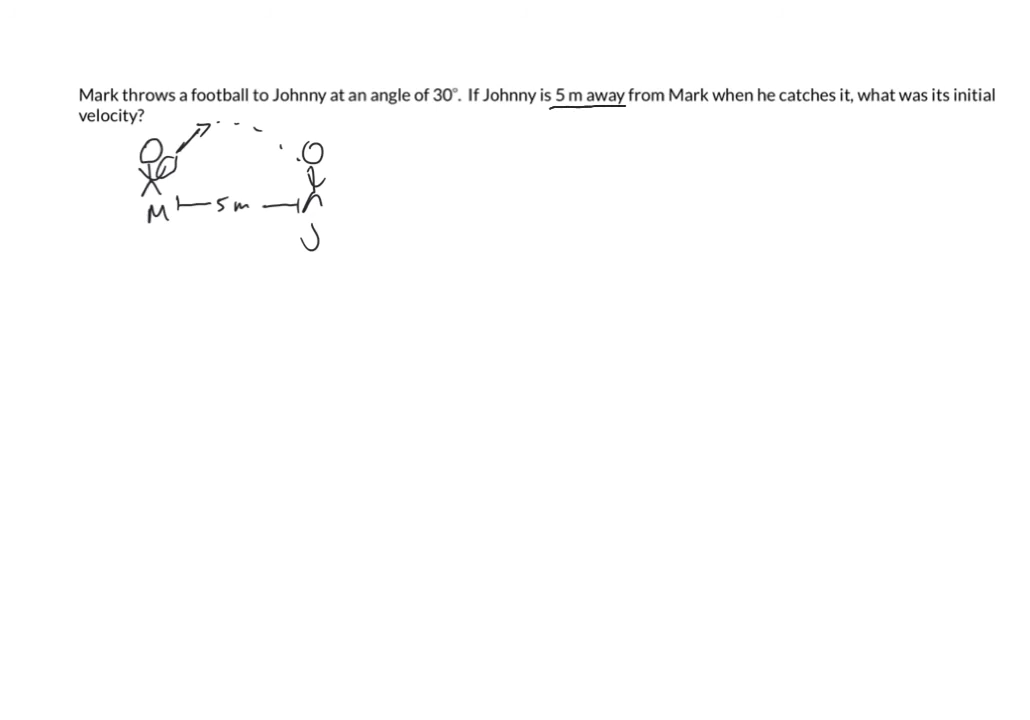 Mark throws a football to Johnny at an angle of 30°. If Johnny is 5 m away from Mark when he catches it, what was its initial
velocity?
M 5 m
J